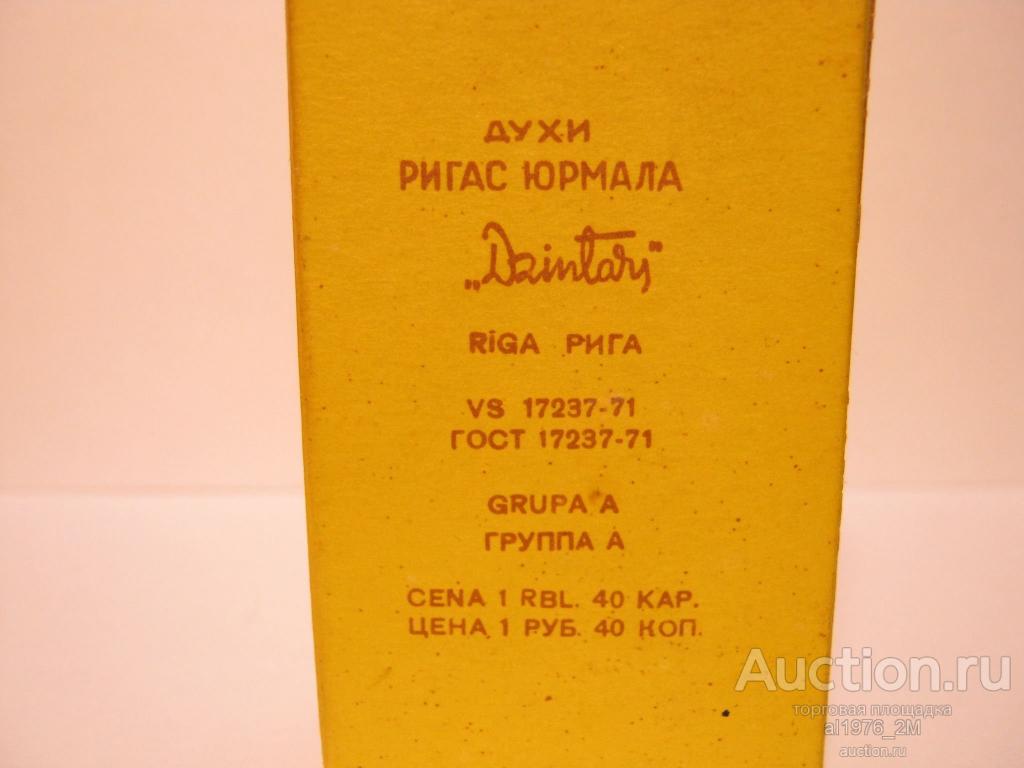 ДУХИ
РИГАС ЮРМАЛА
„Dzintars"
RIGA РИГА
VS 17237-71
ГОСТ 17237-71
GRUPA A
ГРУППА А
CENA 1 RBL. 40 KAP.
ЦЕНА 1 РУБ. 40 КОП.
Auction.ru
торговая площадка
al1976_2M
auction.ru